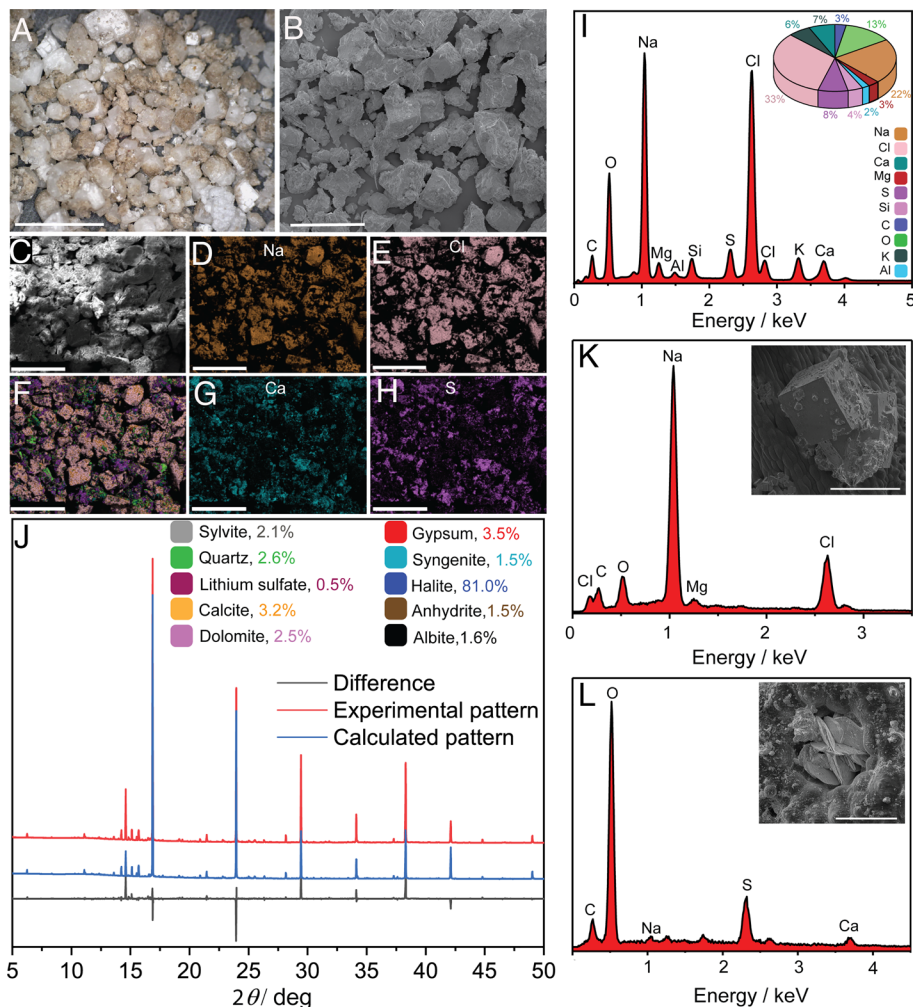 A
B
C
D
Na
E
Cl
F
G
Ca
H
S
I
C
O
Na
Mg
Al
Si
S
Cl
Cl
K
Ca
0 1 2 3 4 5
Energy / keV
6%
7%
3%
13%
33%
8%
4%
2%
3%
22%
Na
Cl
Ca
Mg
S
Si
C
O
K
Al
J
Sylvite, 2.1%
Quartz, 2.6%
Lithium sulfate, 0.5%
Calcite, 3.2%
Dolomite, 2.5%
Gypsum, 3.5%
Syngenite, 1.5%
Halite, 81.0%
Anhydrite, 1.5%
Albite, 1.6%
Difference
Experimental pattern
Calculated pattern
5 10 15 20 25 30 35 40 45 50
2θ/ deg
K
Cl
C
O
Na
Mg
Cl
0 1 2 3
Energy / keV
L
C
O
Na
S
Ca
1 2 3 4
Energy / keV